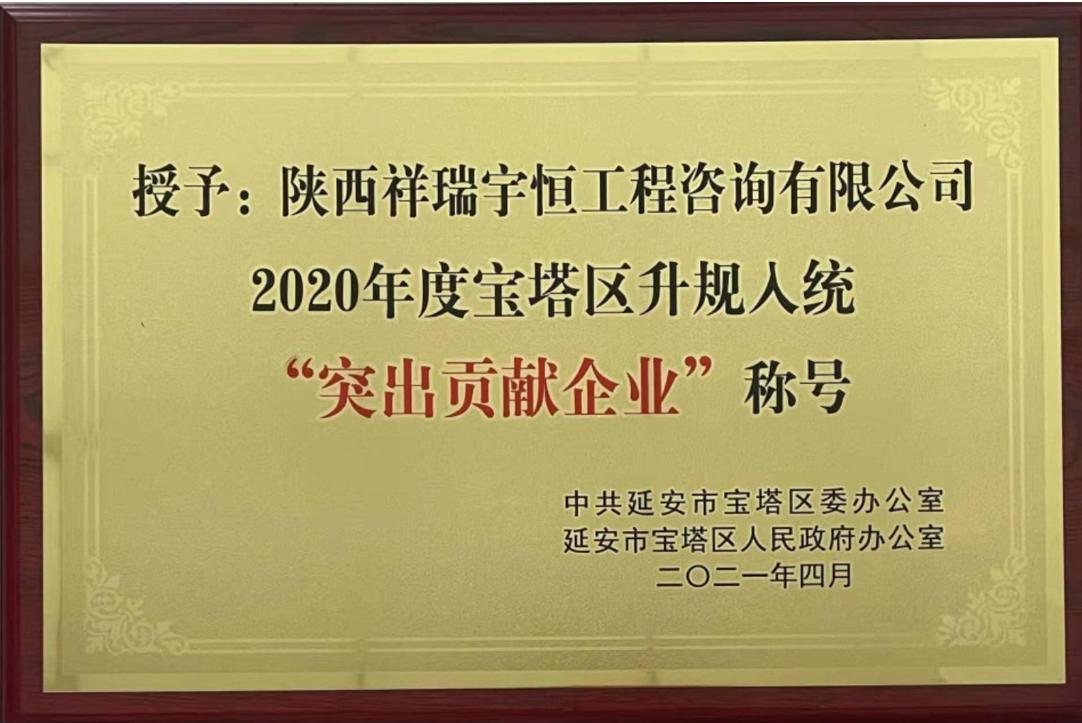 授予：陕西祥瑞宇恒工程咨询有限公司
2020年度宝塔区升规入统
“突出贡献企业”称号
中共延安市宝塔区委办公室
延安市宝塔区人民政府办公室
二〇二一年四月